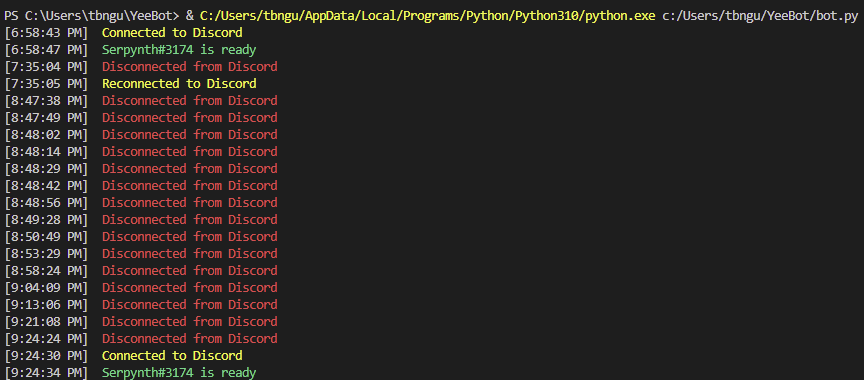 PS C:\Users\tbngu\YeeBot> & C:/Users/tbngu/AppData/Local/Programs/Python/Python310/python.exe c:/Users/tbngu/YeeBot/bot.py
[6:58:43 PM] Connected to Discord
[6:58:47 PM] Serpynth#3174 is ready
[7:35:04 PM] Disconnected from Discord
[7:35:05 PM] Reconnected to Discord
[8:47:38 PM] Disconnected from Discord
[8:47:49 PM] Disconnected from Discord
[8:48:02 PM] Disconnected from Discord
[8:48:14 PM] Disconnected from Discord
[8:48:29 PM] Disconnected from Discord
[8:48:42 PM] Disconnected from Discord
[8:48:56 PM] Disconnected from Discord
[8:49:28 PM] Disconnected from Discord
[8:50:49 PM] Disconnected from Discord
[8:53:29 PM] Disconnected from Discord
[8:58:24 PM] Disconnected from Discord
[9:04:09 PM] Disconnected from Discord
[9:13:06 PM] Disconnected from Discord
[9:21:08 PM] Disconnected from Discord
[9:24:24 PM] Disconnected from Discord
[9:24:30 PM] Connected to Discord
[9:24:34 PM] Serpynth#3174 is ready